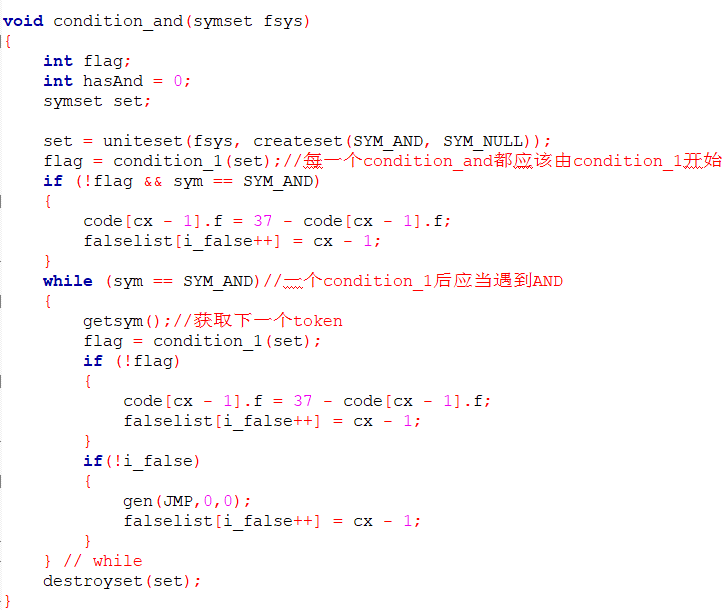 void condition_and(symset fsys)
{
    int flag;
    int hasAnd = 0;
    symset set;

    set = uniteset(fsys, createset(SYM_AND, SYM_NULL));
    flag = condition_1(set);//每一个condition_and都应该由condition_1开始
    if (!flag && sym == SYM_AND)
    {
        code[cx - 1].f = 37 - code[cx - 1].f;
        falselist[i_false++] = cx - 1;
    }
    while (sym == SYM_AND)//一个condition_1后应当遇到AND
    {
        getsym();//获取下一个token
        flag = condition_1(set);
        if (!flag)
        {
            code[cx - 1].f = 37 - code[cx - 1].f;
            falselist[i_false++] = cx - 1;
        }
        if(!i_false)
        {
            gen(JMP,0,0);
            falselist[i_false++] = cx - 1;
        }
    } // while
    destroyset(set);
}